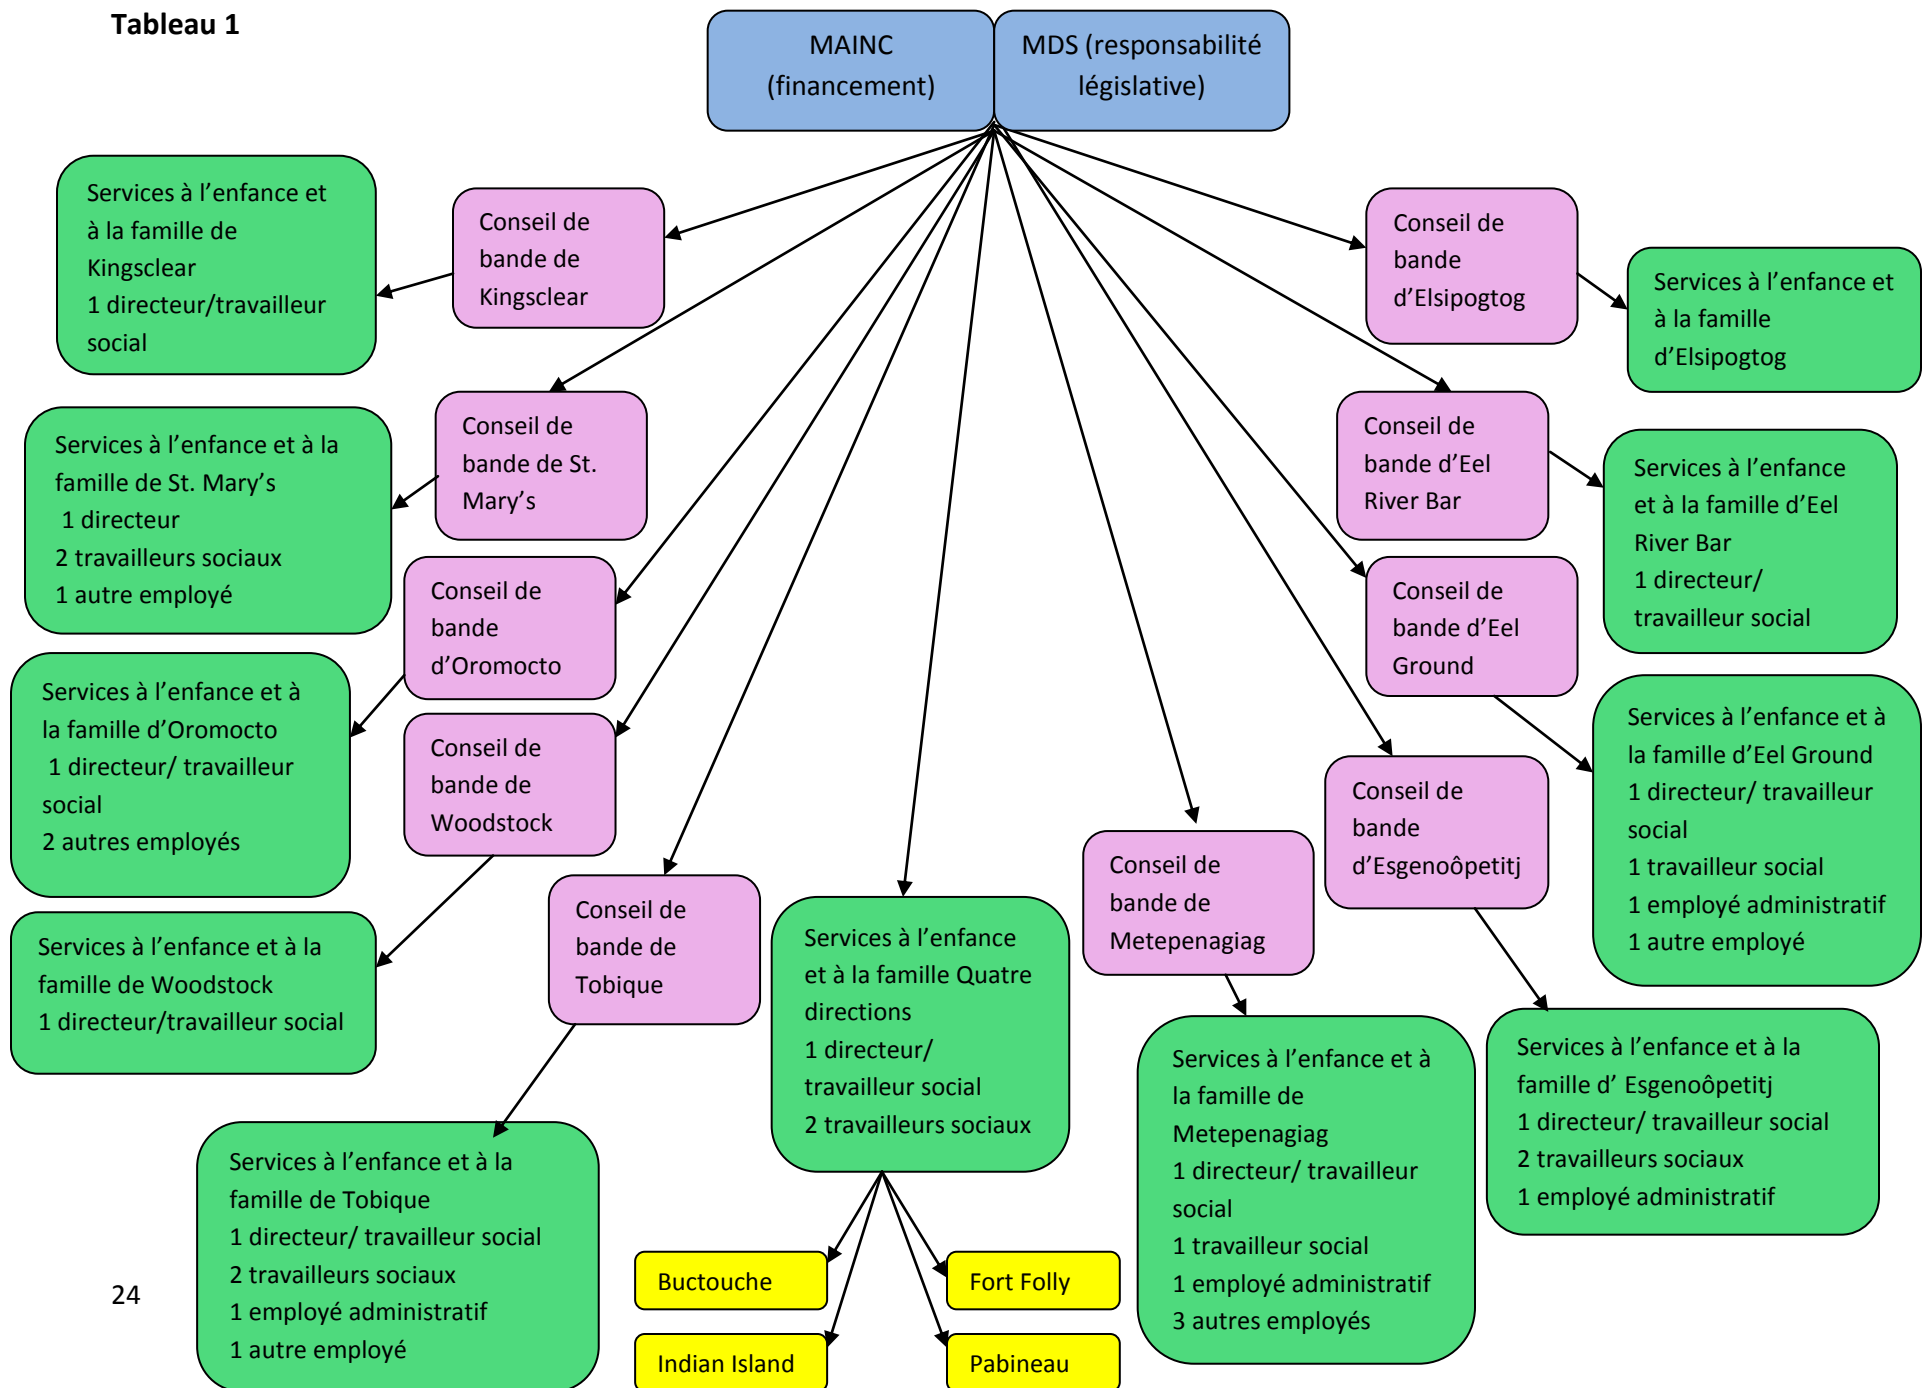 Tableau 1
MAINC
(financement)
MDS (responsabilité
législative)
Services à l’enfance et
à la famille de
Kingsclear
1 directeur/travailleur
social
Conseil de
bande de
Kingsclear
Conseil de
bande
d’Elsipogtog
Services à l’enfance et
à la famille
d’Elsipogtog
Services à l’enfance et à la
famille de St. Mary’s
1 directeur
2 travailleurs sociaux
1 autre employé
Conseil de
bande de St.
Mary’s
Conseil de
bande d’Eel
River Bar
Services à l’enfance
et à la famille d’Eel
River Bar
1 directeur/
travailleur social
Conseil de
bande
d’Oromocto
Conseil de
bande d’Eel
Ground
Services à l’enfance et à
la famille d’Oromocto
1 directeur/ travailleur
social
2 autres employés
Conseil de
bande de
Woodstock
Services à l’enfance et à
la famille d’Eel Ground
1 directeur/ travailleur
social
1 travailleur social
1 employé administratif
1 autre employé
Conseil de
bande
d’Esgenoôpetitj
Conseil de
bande de
Metepenagiag
Services à l’enfance et à la
famille de Woodstock
1 directeur/travailleur social
Conseil de
bande de
Tobique
Services à l’enfance
et à la famille Quatre
directions
1 directeur/
travailleur social
2 travailleurs sociaux
Services à l’enfance et à
la famille de
Metepenagiag
1 directeur/ travailleur
social
1 travailleur social
1 employé administratif
3 autres employés
Services à l’enfance et à la
famille d’ Esgenoôpetitj
1 directeur/ travailleur social
2 travailleurs sociaux
1 employé administratif
Services à l’enfance et à la
famille de Tobique
1 directeur/ travailleur social
2 travailleurs sociaux
1 employé administratif
1 autre employé
Buctouche
Fort Folly
Indian Island
Pabineau
24